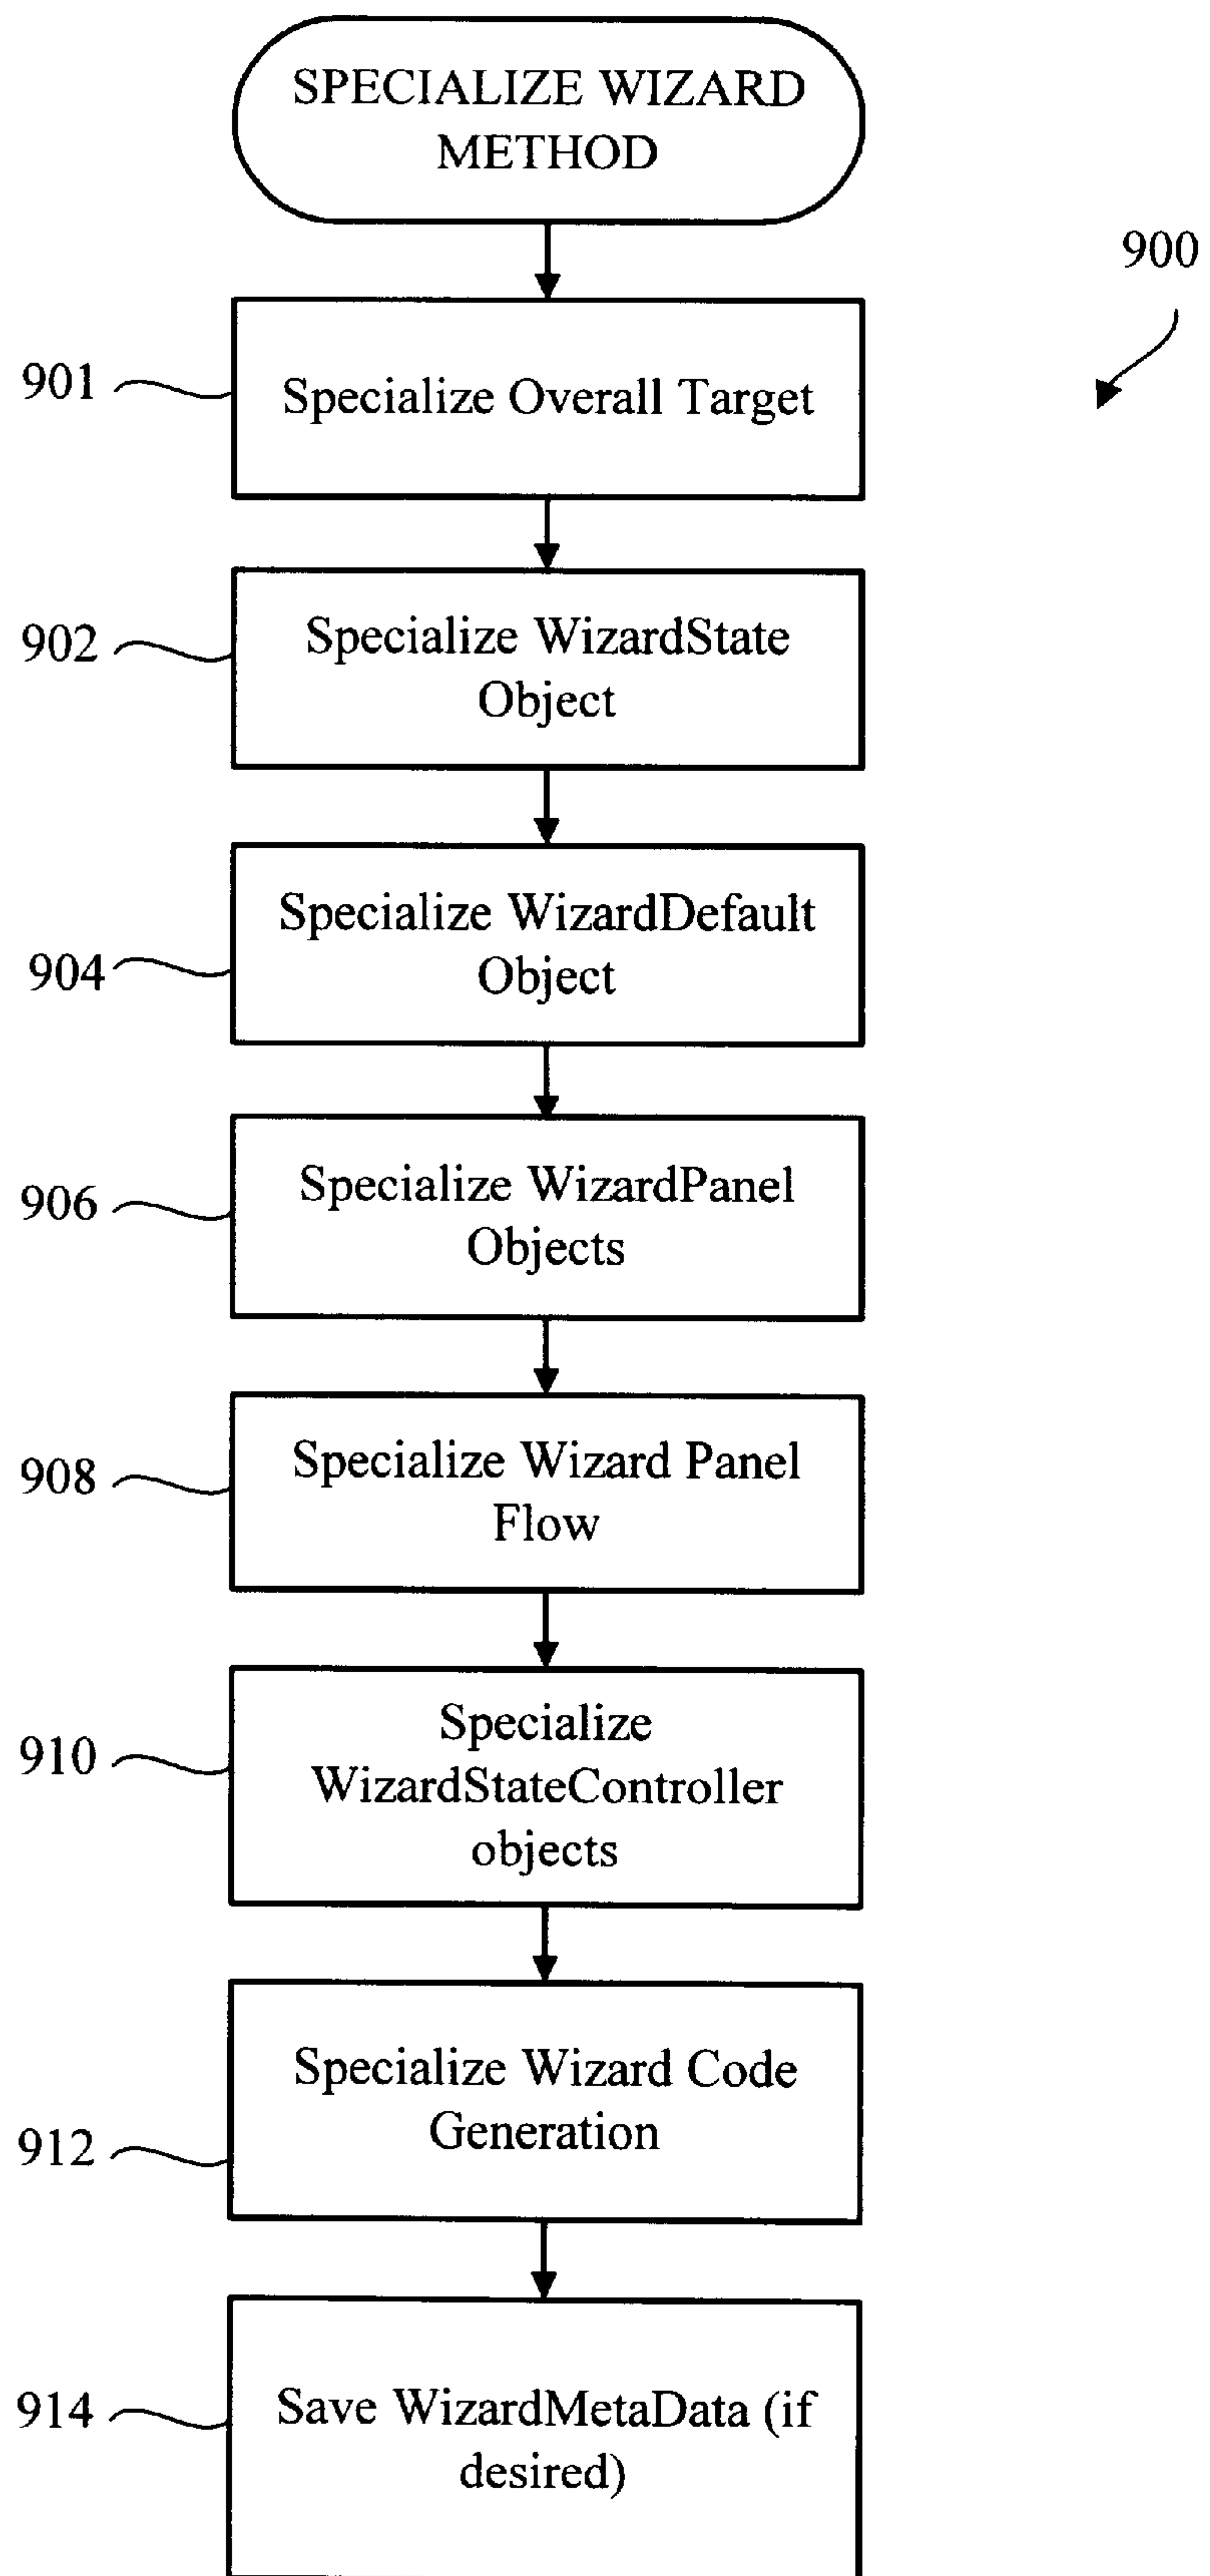 SPECIALIZE WIZARD
METHOD
900
901
Specialize Overall Target
902
Specialize WizardState
Object
904
Specialize WizardDefault
Object
906
Specialize WizardPanel
Objects
908
Specialize Wizard Panel
Flow
910
Specialize
WizardStateController
objects
912
Specialize Wizard Code
Generation
914
Save WizardMetaData (if
desired)